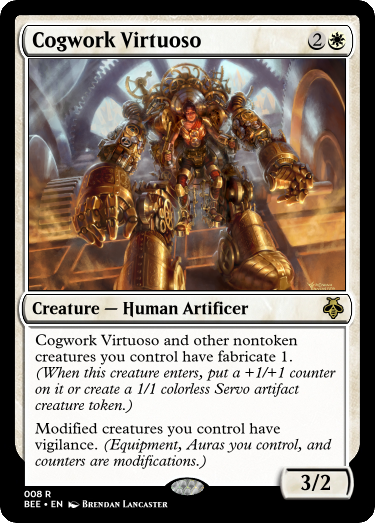 Cogwork Virtuoso 2
Creature — Human Artificer
Cogwork Virtuoso and other nontoken
creatures you control have fabricate 1.
(When this creature enters, put a +1/+1 counter
on it or create a 1/1 colorless Servo artifact
creature token.)
Modified creatures you control have
vigilance. (Equipment, Auras you control, and
counters are modifications.)
3/2
008 R
BEE • EN Brendan Lancaster